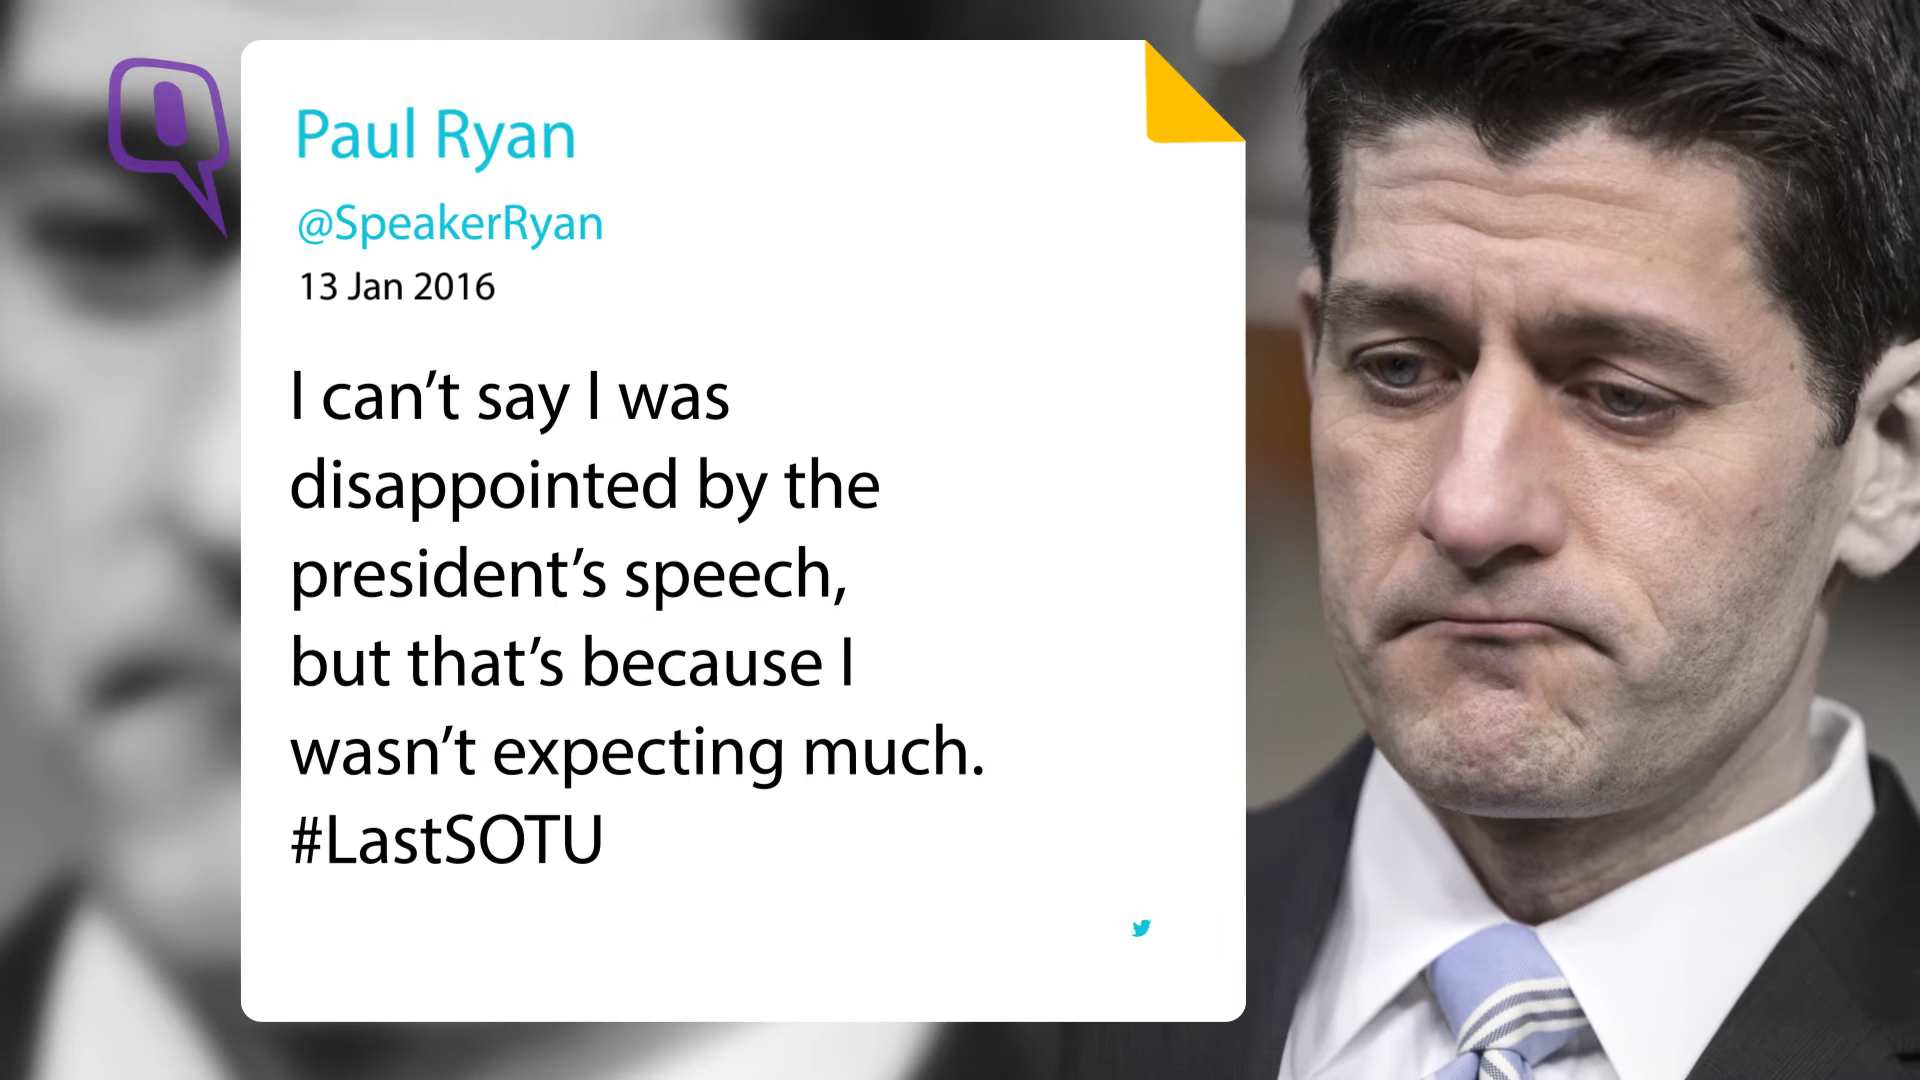 Paul Ryan
@SpeakerRyan
13 Jan 2016
I can’t say I was
disappointed by the
president’s speech,
but that’s because I
wasn’t expecting much.
#LastSOTU